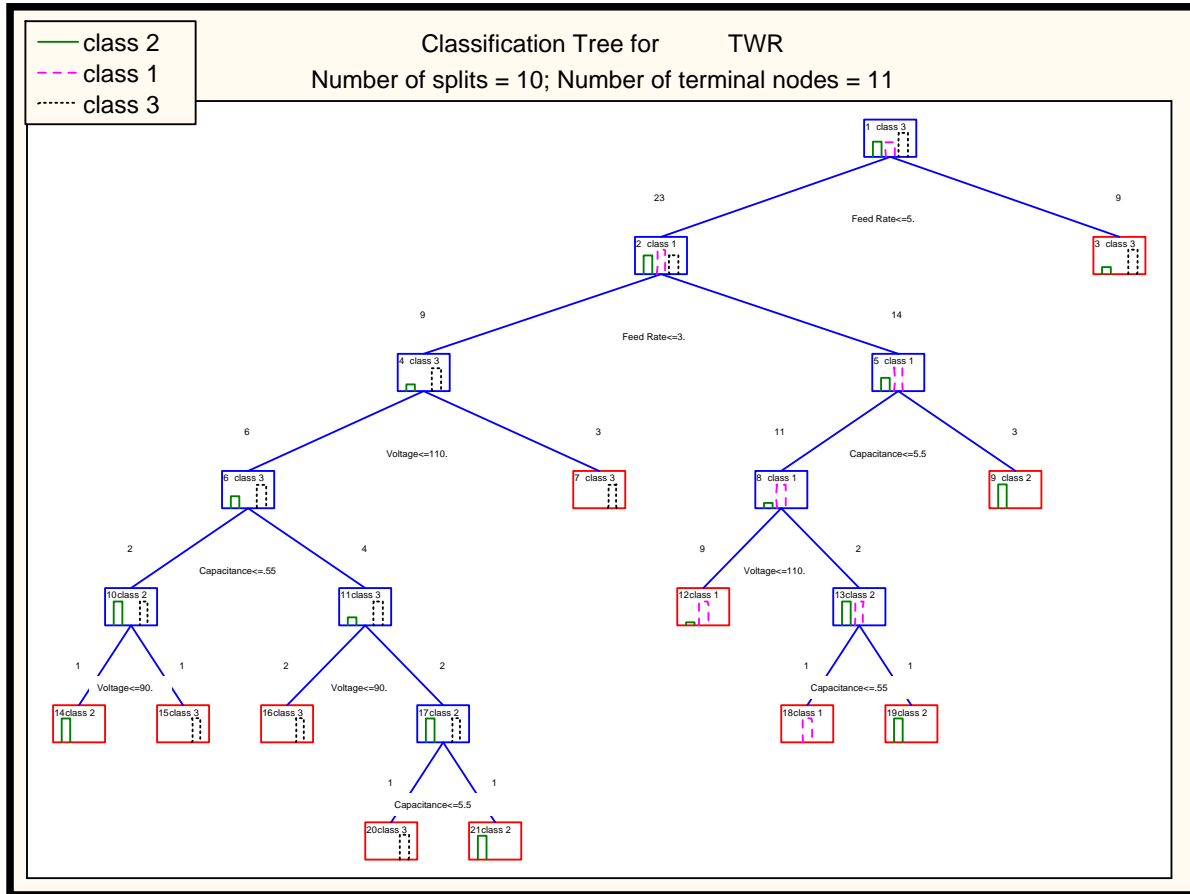 class 2
class 1
class 3
Classification Tree for TWR
Number of splits = 10; Number of terminal nodes = 11
1 class 3
23
9
Feed Rate<=5.
2 class 1
3 class 3
9
14
Feed Rate<=3.
4 class 3
5 class 1
6
3
11
3
Voltage<=110.
Capacitance<=5.5
6 class 3
7 class 3
8 class 1
9 class 2
2
4
9
2
Capacitance<=.55
Voltage<=110.
10class 2
11class 3
12class 1
13class 2
1
1
2
2
1
1
Voltage<=90.
Voltage<=90.
Capacitance<=.55
14class 2
15class 3
16class 3
17class 2
18class 1
19class 2
1
1
Capacitance<=5.5
20class 3
21class 2